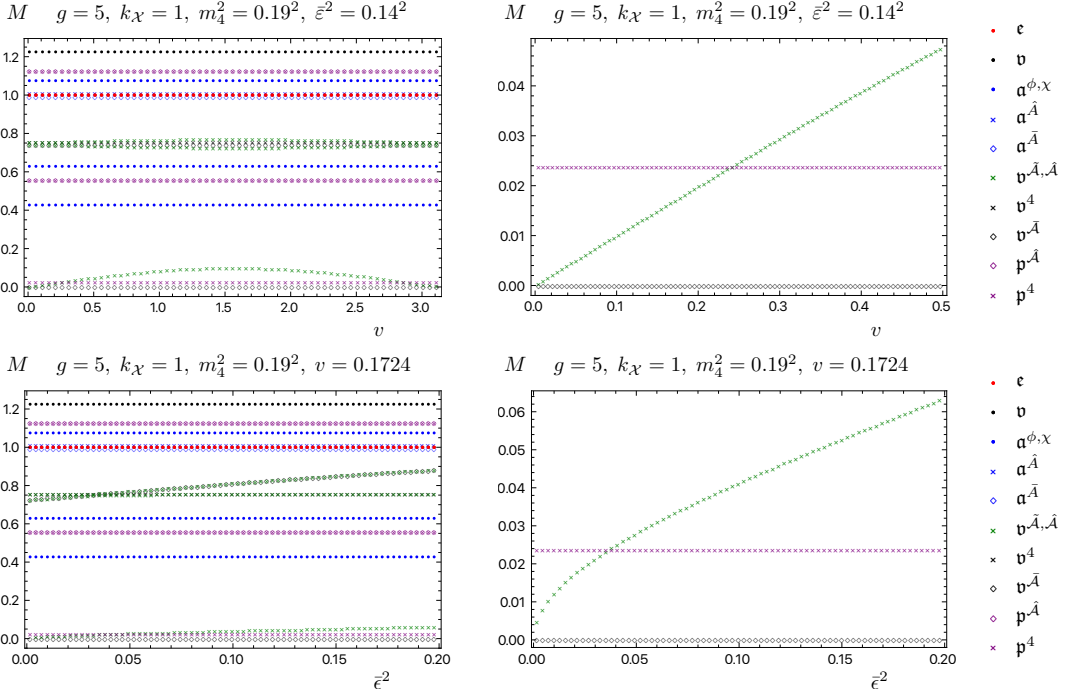 M g = 5, k_𝒳 = 1, m_4^2 = 0.19^2, ε̄^2 = 0.14^2
1.2
1.0
0.8
0.6
0.4
0.2
0.0
0.0 0.5 1.0 1.5 2.0 2.5 3.0
v
M g = 5, k_𝒳 = 1, m_4^2 = 0.19^2, ε̄^2 = 0.14^2
0.04
0.03
0.02
0.01
0.00
0.0 0.1 0.2 0.3 0.4 0.5
v
𝔢
𝔳
𝔞^{ϕ,χ}
𝔞^{Â}
𝔞^{Ā}
𝔳^{𝒜̃,𝒜̂}
𝔳^4
𝔳^{𝒜̄}
𝔭^{𝒜̂}
𝔭^4
M g = 5, k_𝒳 = 1, m_4^2 = 0.19^2, v = 0.1724
1.2
1.0
0.8
0.6
0.4
0.2
0.0
0.00 0.05 0.10 0.15 0.20
ϵ̄^2
M g = 5, k_𝒳 = 1, m_4^2 = 0.19^2, v = 0.1724
0.06
0.05
0.04
0.03
0.02
0.01
0.00
0.00 0.05 0.10 0.15 0.20
ϵ̄^2
𝔢
𝔳
𝔞^{ϕ,χ}
𝔞^{Â}
𝔞^{Ā}
𝔳^{𝒜̃,𝒜̂}
𝔳^4
𝔳^{𝒜̄}
𝔭^{𝒜̂}
𝔭^4